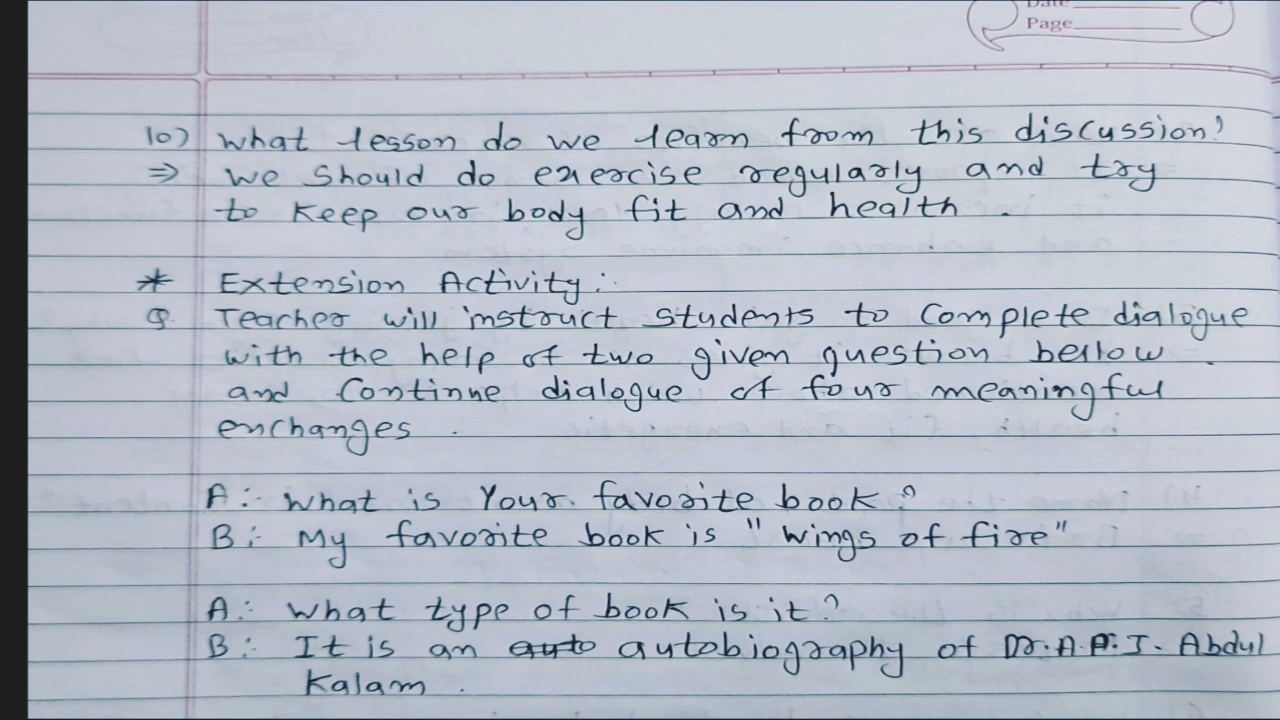 Date
Page
10) What lesson do we learn from this discussion?
⇒ We should do exercise regularly and try
to keep our body fit and health .
* Extension Activity :
Q. Teacher will instruct students to complete dialogue
with the help of two given question bellow .
and continue dialogue of four meaningful
enchanges .
A :- What is Your. favorite book ?
B :- My favorite book is "wings of fire"
A :- What type of book is it ?
B :- It is an auto autobiography of Dr. A.P.J. Abdul
Kalam .